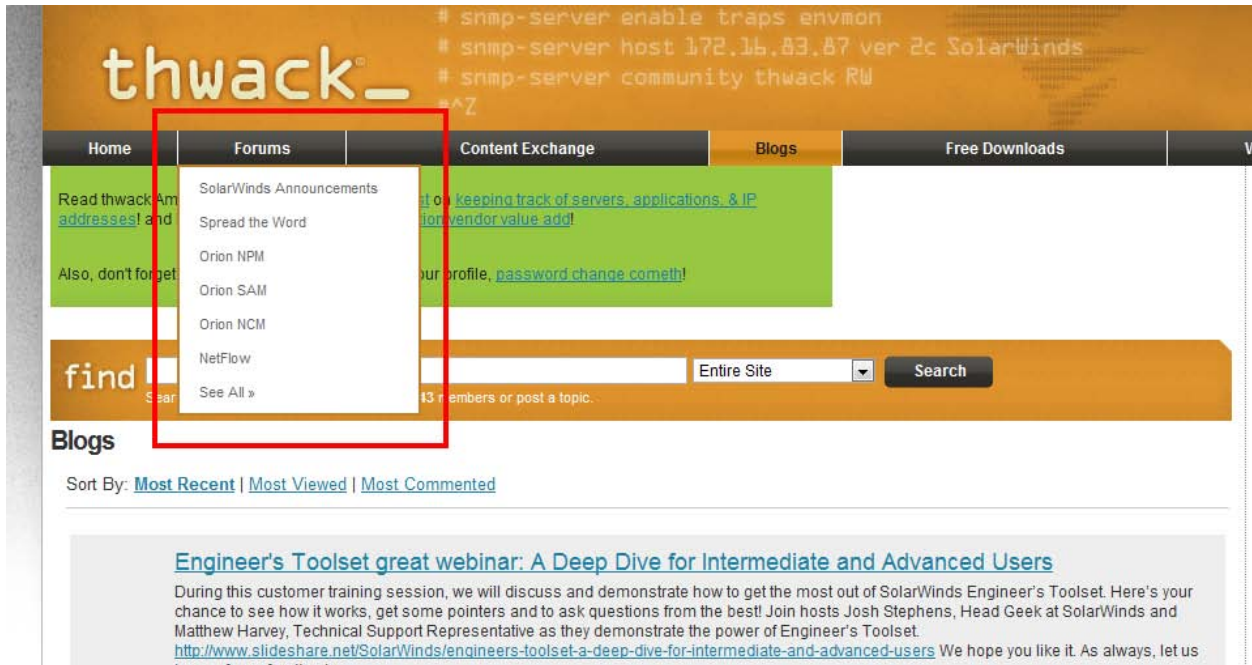 # snmp-server enable traps envmon
# snmp-server host 172.16.83.87 ver 2c SolarWinds
# snmp-server community thwack RW
#^Z
thwack_
Home
Forums
Content Exchange
Blogs
Free Downloads
SolarWinds Announcements
Spread the Word
Orion NPM
Orion SAM
Orion NCM
NetFlow
See All »
Read thwack on keeping track of servers, applications, & IP
addresses! and vendor value add!
Also, don't forget profile, password change cometh!
find
Entire Site
Search
43 members or post a topic.
Blogs
Sort By: Most Recent | Most Viewed | Most Commented
Engineer's Toolset great webinar: A Deep Dive for Intermediate and Advanced Users
During this customer training session, we will discuss and demonstrate how to get the most out of SolarWinds Engineer's Toolset. Here's your
chance to see how it works, get some pointers and to ask questions from the best! Join hosts Josh Stephens, Head Geek at SolarWinds and
Matthew Harvey, Technical Support Representative as they demonstrate the power of Engineer's Toolset.
http://www.slideshare.net/SolarWinds/engineers-toolset-a-deep-dive-for-intermediate-and-advanced-users We hope you like it. As always, let us